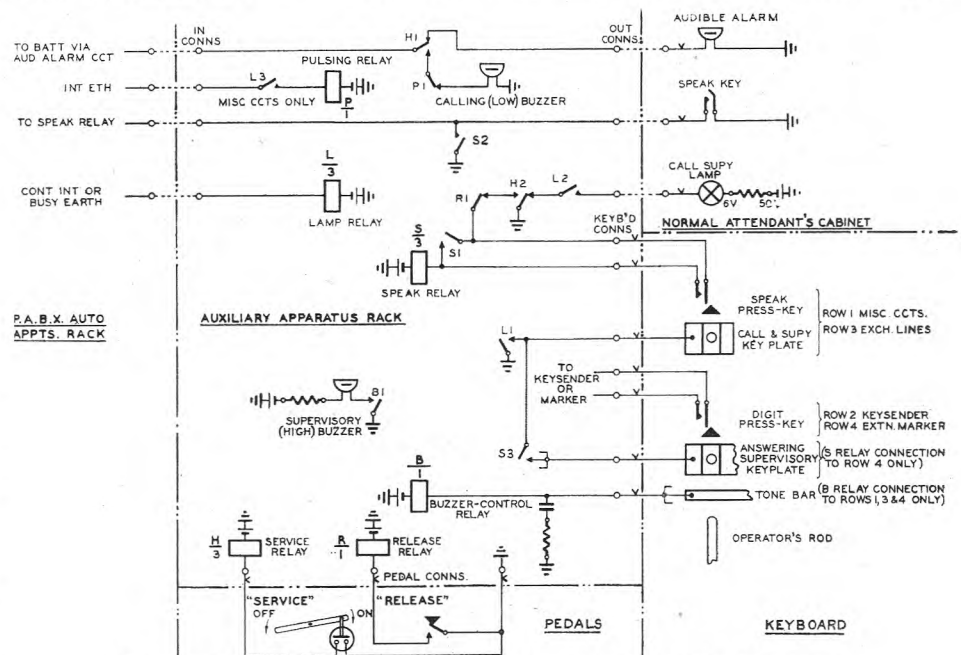 TO BATT VIA
AUD ALARM CCT
IN
CONNS
H1
OUT
CONNS
AUDIBLE ALARM
PULSING RELAY
INT ETH
L3
MISC CCTS ONLY
P
1
P1
CALLING (LOW) BUZZER
SPEAK KEY
TO SPEAK RELAY
S2
L
3
CONT INT OR
BUSY EARTH
LAMP RELAY
R1
H2
L2
CALL SUPY
LAMP
6V
KEYB'D
CONNS
NORMAL ATTENDANT'S CABINET
S
3
S1
SPEAK RELAY
P.A.B.X. AUTO
APPTS. RACK
AUXILIARY APPARATUS RACK
L1
SPEAK
PRESS-KEY
ROW 1 MISC. CCTS.
ROW 3 EXCH. LINES
CALL & SUPY
KEY PLATE
TO
KEYSENDER
OR
MARKER
SUPERVISORY
(HIGH) BUZZER
B1
DIGIT
PRESS-KEY
ROW 2 KEYSENDER
ROW 4 EXTN. MARKER
S3
ANSWERING
SUPERVISORY
KEYPLATE
(S RELAY CONNECTION
TO ROW 4 ONLY)
B
1
BUZZER-CONTROL
RELAY
TONE BAR
(B RELAY CONNECTION
TO ROWS 1, 3 & 4 ONLY)
H
3
SERVICE
RELAY
R
1
RELEASE
RELAY
OPERATOR'S ROD
PEDAL CONNS.
"SERVICE"
OFF
ON
"RELEASE"
PEDALS
KEYBOARD